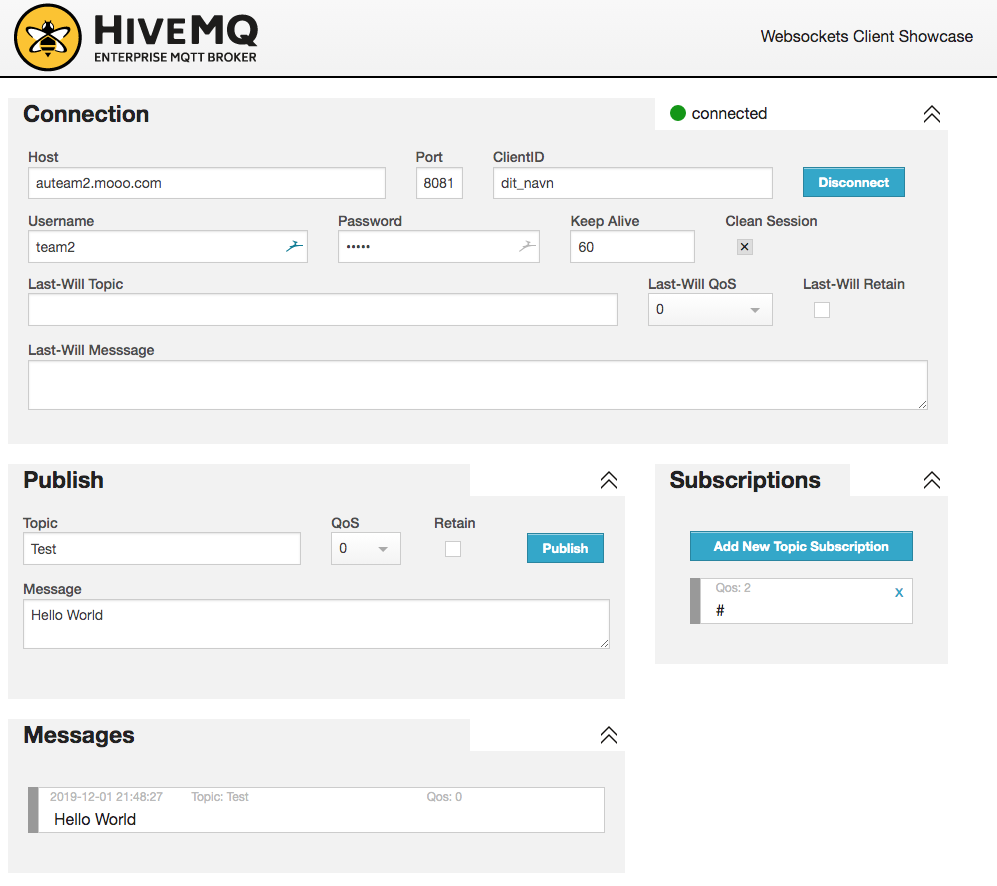 HIVEMQ
ENTERPRISE MQTT BROKER
Websockets Client Showcase
Connection
connected
Host
Port
ClientID
auteam2.mooo.com
8081
dit_navn
Disconnect
Username
Password
Keep Alive
Clean Session
team2
•••••
60
Last-Will Topic
Last-Will QoS
Last-Will Retain
0
Last-Will Messsage
Publish
Topic
QoS
Retain
Test
0
Publish
Message
Hello World
Subscriptions
Add New Topic Subscription
Qos: 2
x
#
Messages
2019-12-01 21:48:27 Topic: Test Qos: 0
Hello World